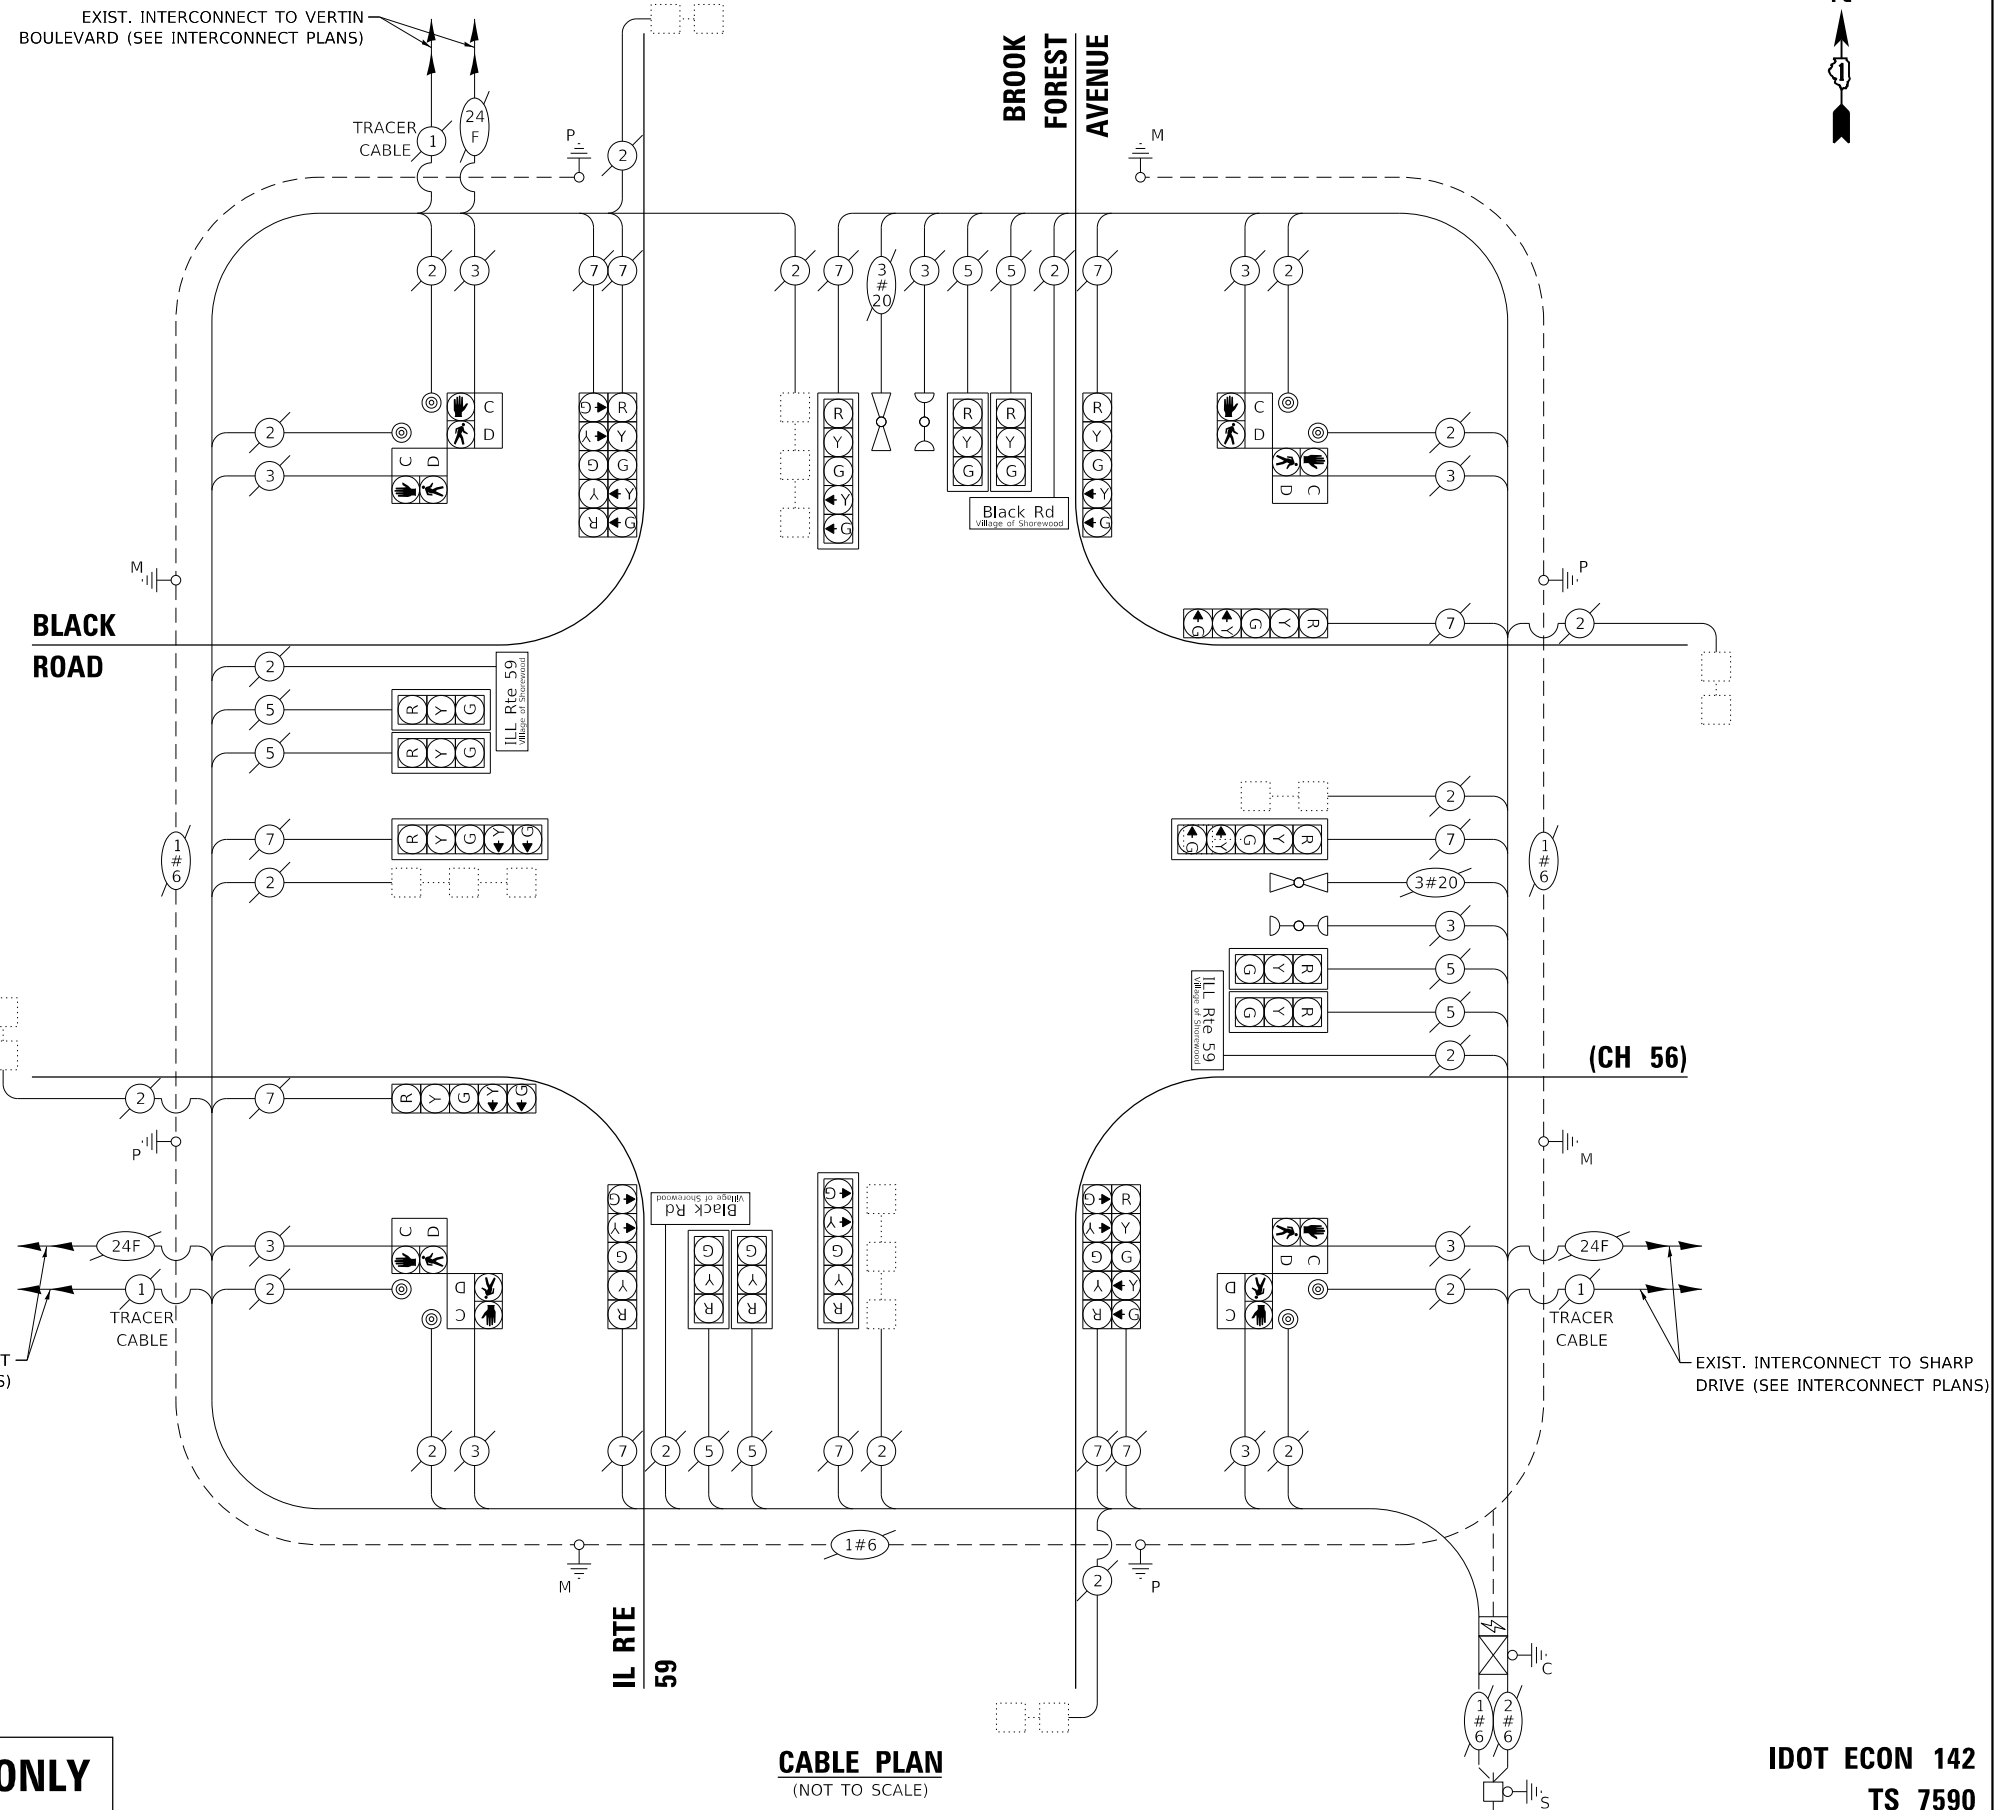 EXIST. INTERCONNECT TO VERTIN
BOULEVARD (SEE INTERCONNECT PLANS)
BROOK
FOREST
AVENUE
N
1
TRACER
CABLE
1
24
F
P
2
M
2
3
7
7
2
7
3
#
20
3
5
5
2
7
3
2
2
3
C
D
C D
G R
Y Y
G G
Y Y
R G
R
Y
G
Y
G
R
Y
G
R
Y
G
Black Rd
Village of Shorewood
R
Y
G
Y
G
C
D
D C
2
3
M
P
BLACK
ROAD
2
5
5
7
2
ILL Rte 59
Village of Shorewood
R Y G
R Y G
R Y G Y G
G Y G Y R
7
2
1
#
6
2
7
3#20
3
5
5
2
G Y G Y R
G Y R
G Y R
ILL Rte 59
Village of Shorewood
1
#
6
(CH 56)
2
7
R Y G Y G
P
M
24F
3
1
2
TRACER
CABLE
T
S)
C D
D
C
G
Y
G
Y
R
Black Rd
Village of Shorewood
G
Y
R
G
Y
R
G
Y
G
Y
R
G R
Y Y
G G
Y Y
R G
D C
D
C
3
24F
2
1
TRACER
CABLE
EXIST. INTERCONNECT TO SHARP
DRIVE (SEE INTERCONNECT PLANS)
2
3
7
2
5
5
7
2
7
7
3
2
1#6
M
2
P
IL RTE
59
C
1
#
6
2
#
6
S
ONLY
CABLE PLAN
(NOT TO SCALE)
IDOT ECON 142
TS 7590